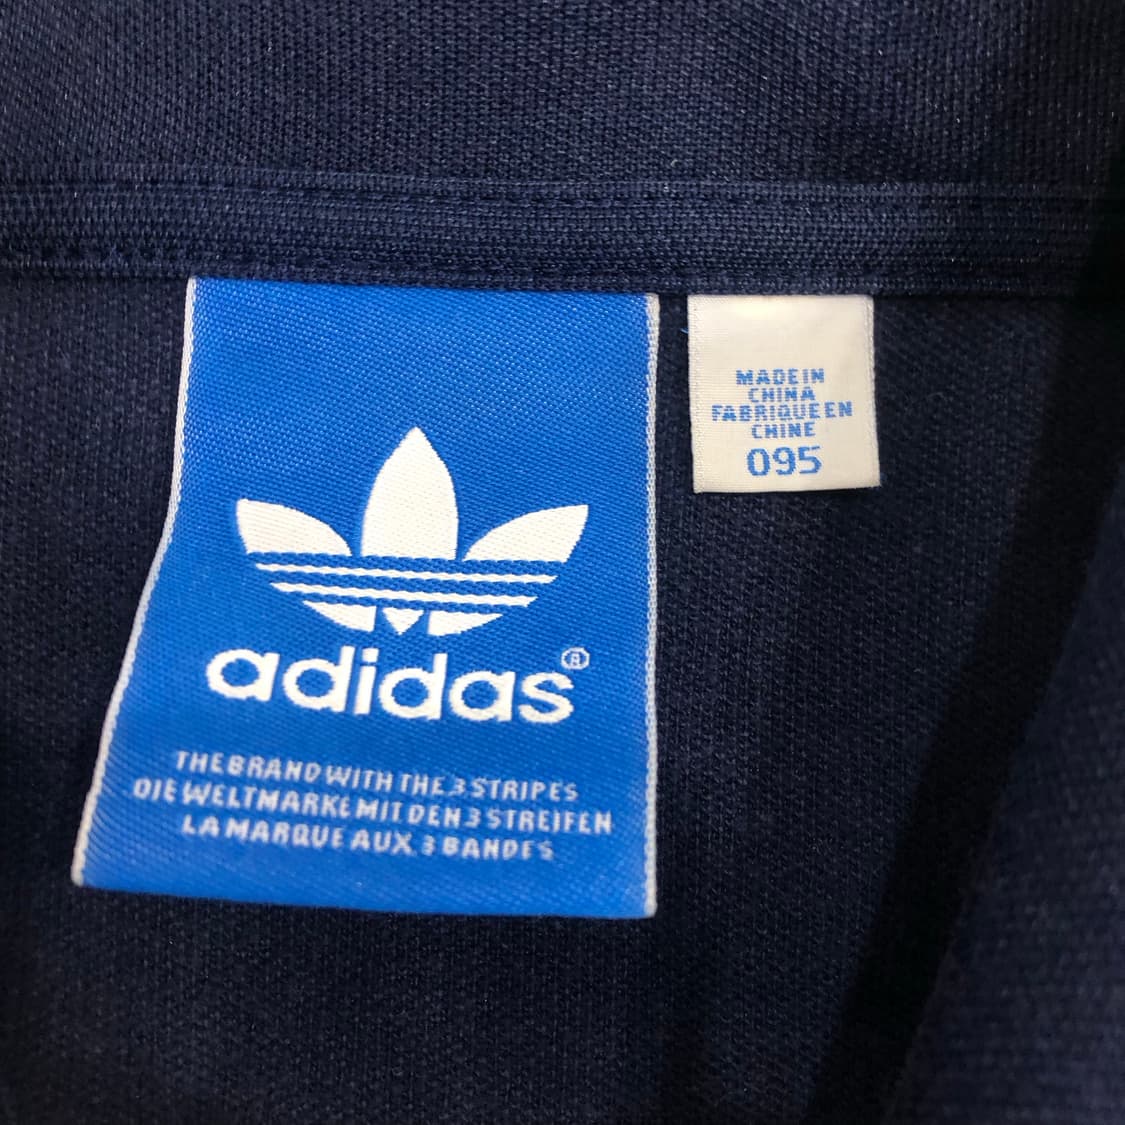 adidas®
THE BRAND WITH THE 3 STRIPES
DIE WELTMARKE MIT DEN 3 STREIFEN
LA MARQUE AUX 3 BANDES
MADE IN
CHINA
FABRIQUE EN
CHINE
095